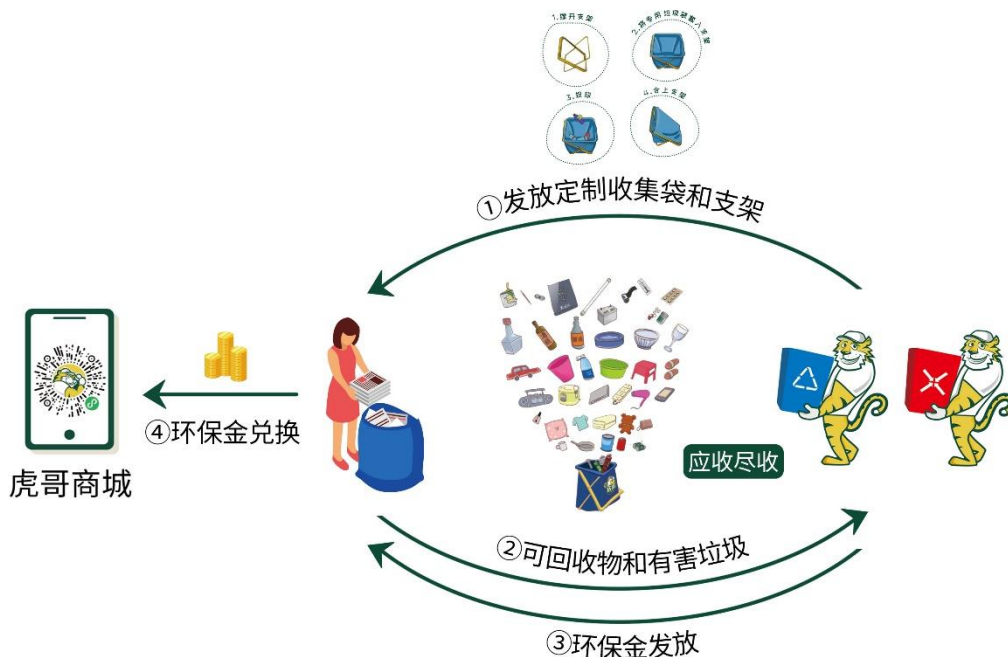 1.撑开支架
2.将专用垃圾袋套入支架
3.投放
4.合上支架
①发放定制收集袋和支架
④环保金兑换
虎哥商城
应收尽收
②可回收物和有害垃圾
③环保金发放